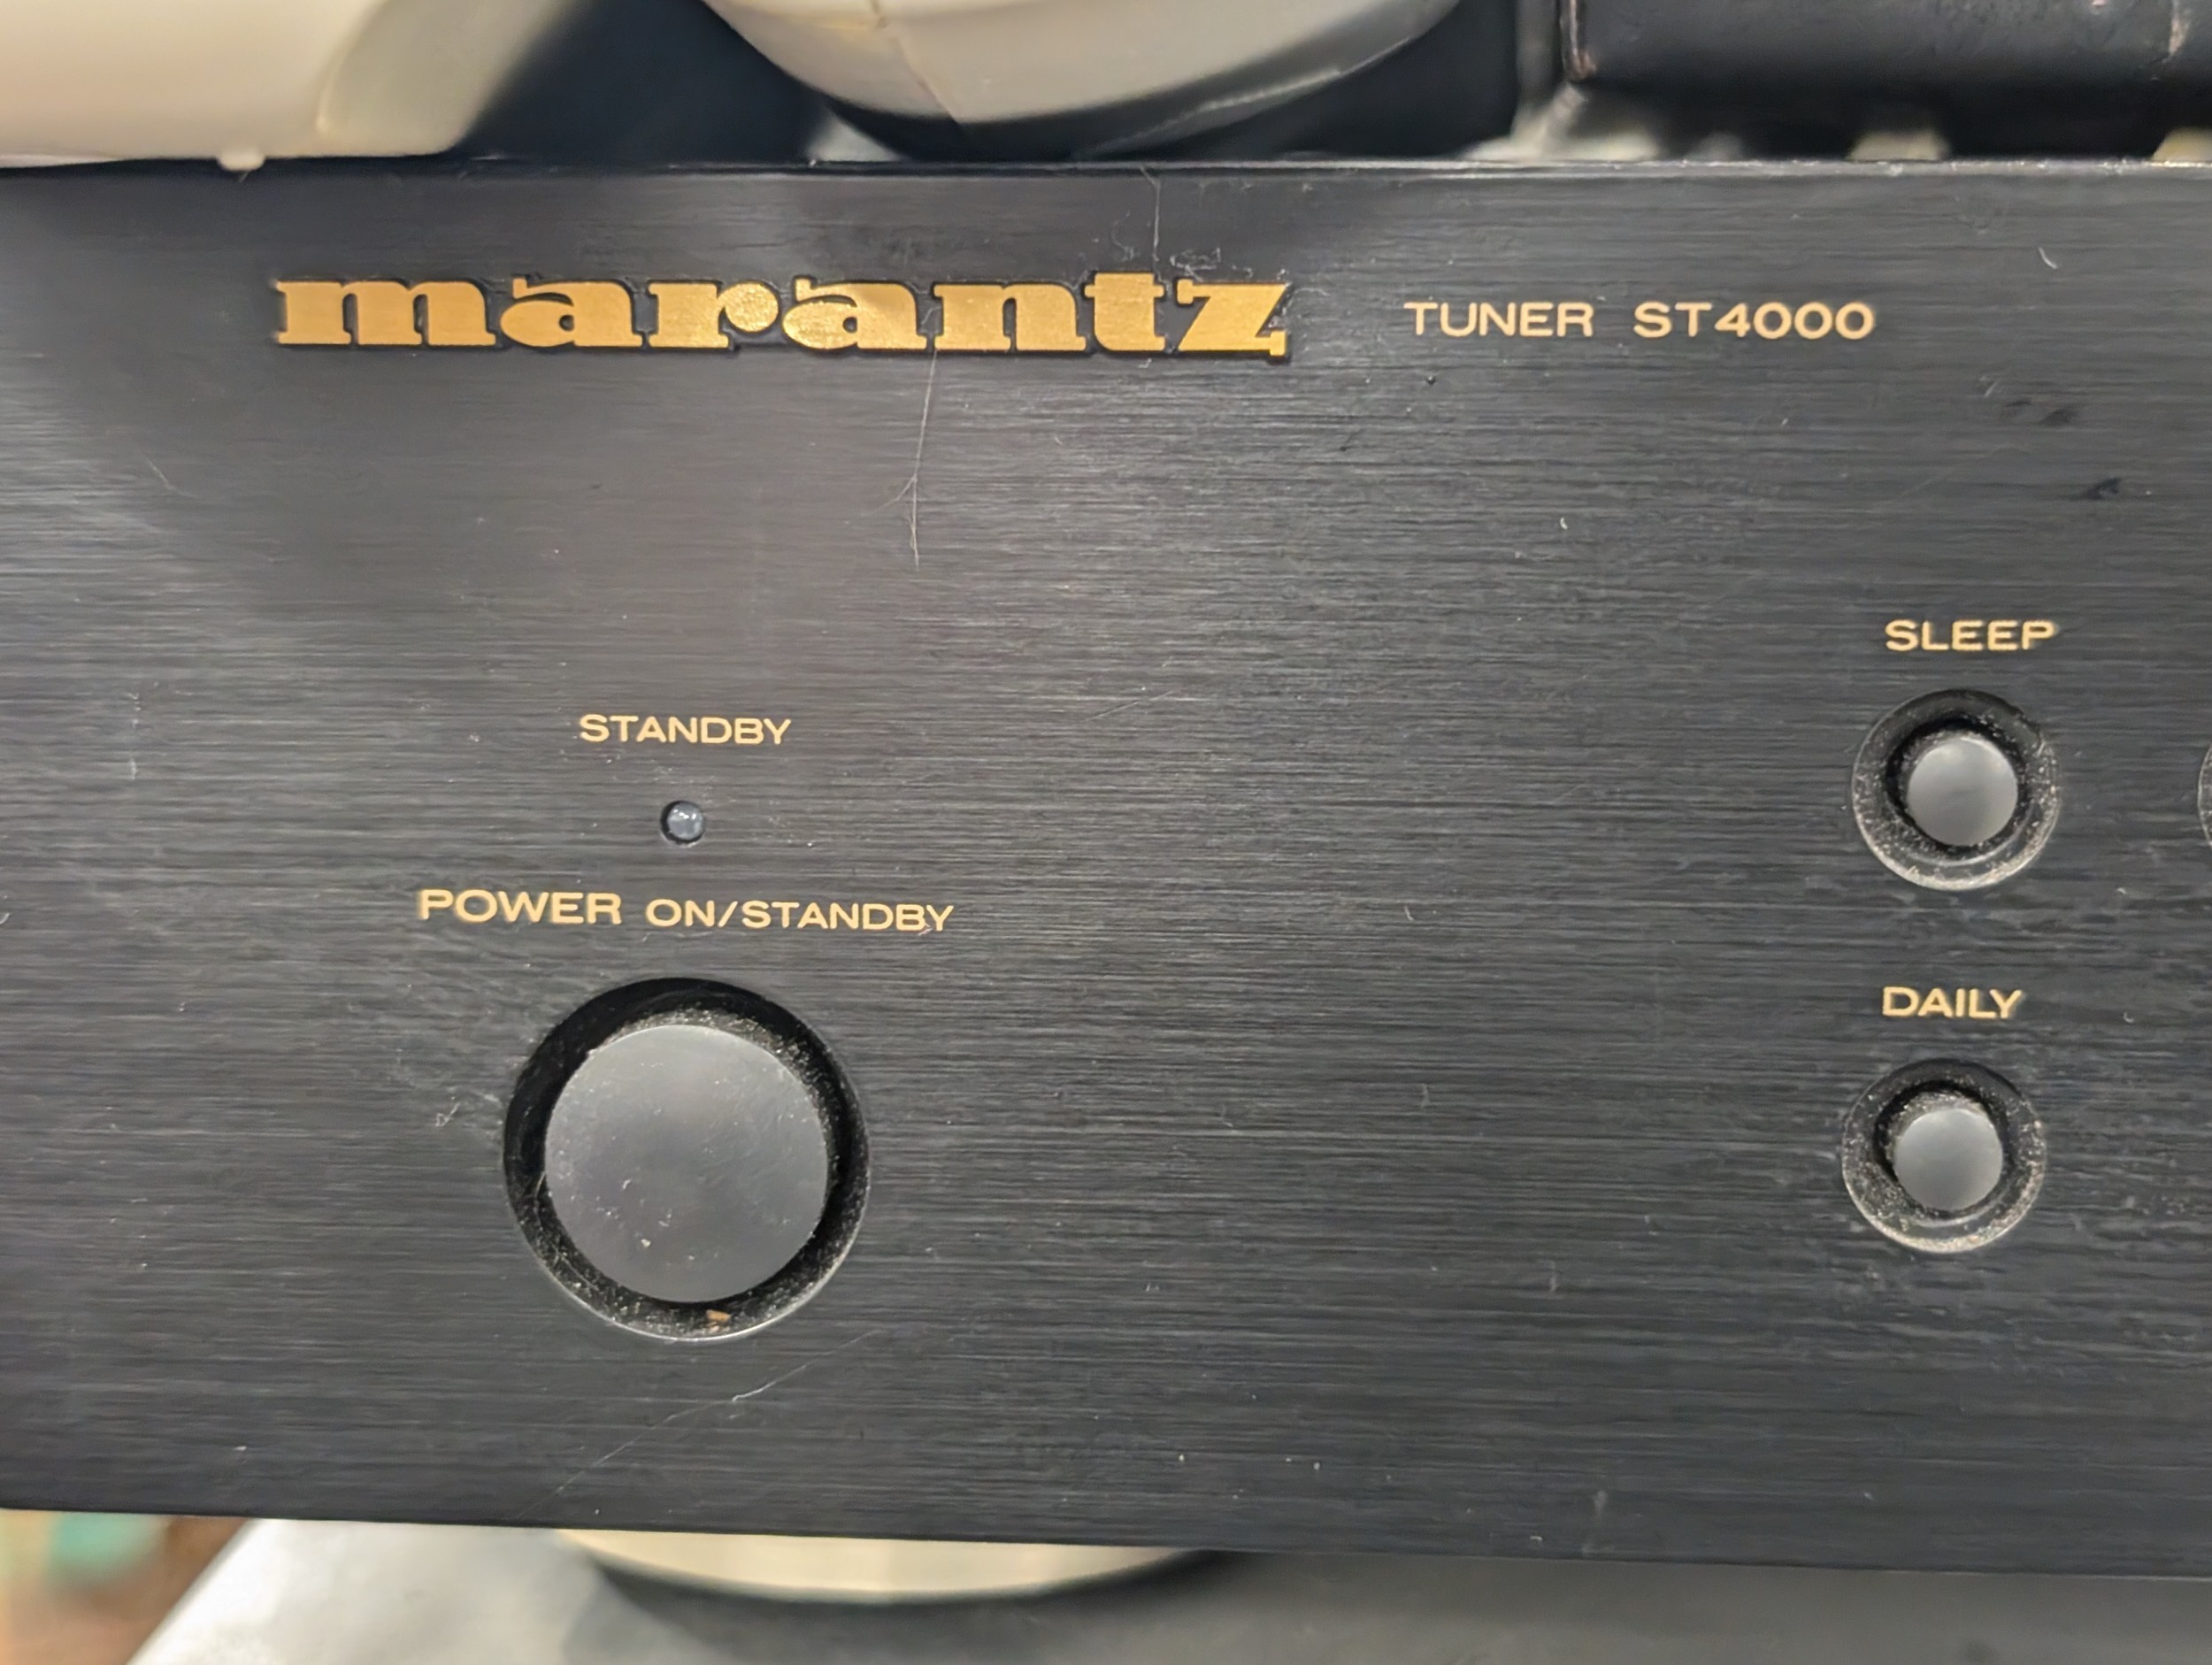 marantz TUNER ST4000
SLEEP
STANDBY
POWER ON/STANDBY
DAILY